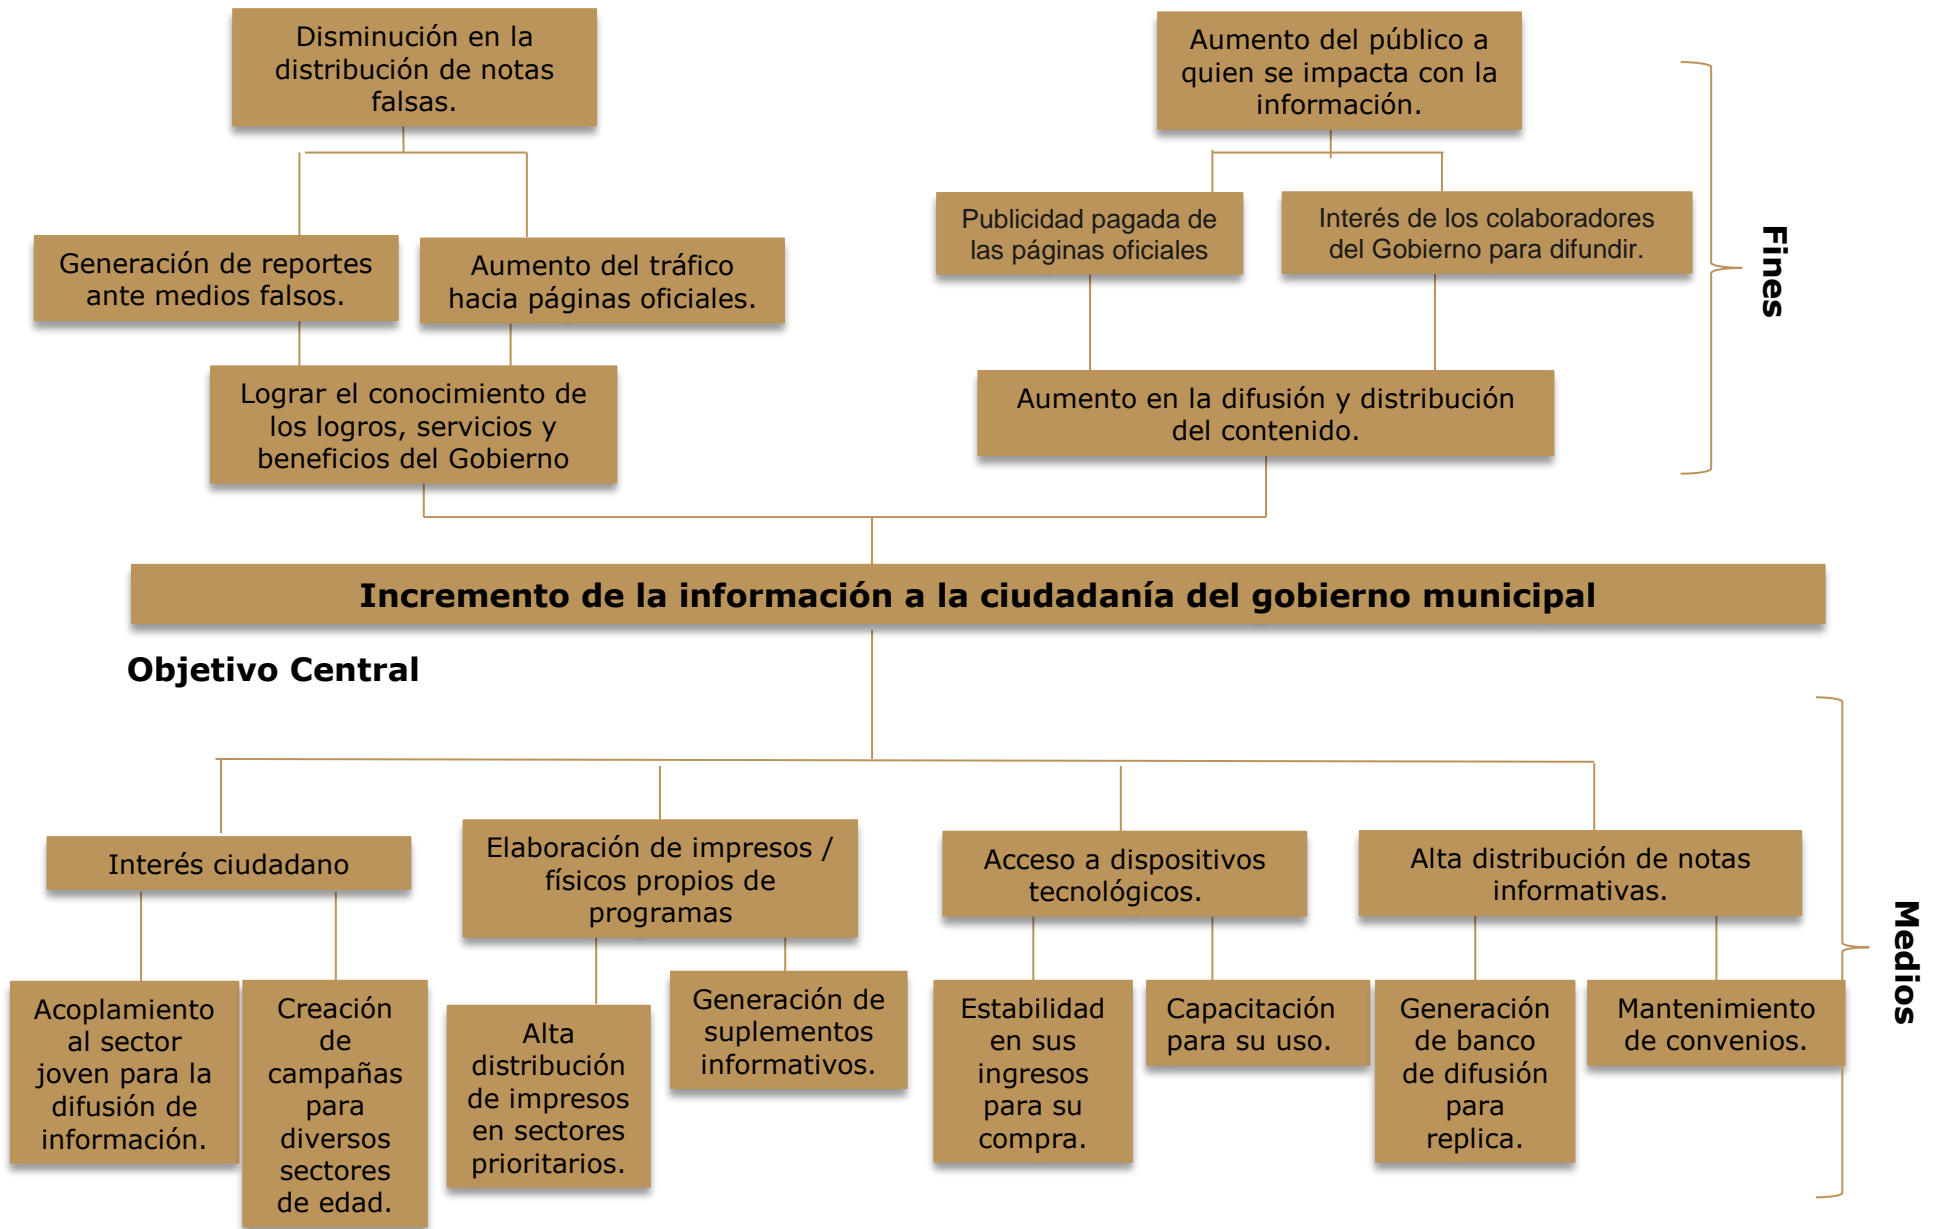 Disminución en la
distribución de notas
falsas.
Aumento del público a
quien se impacta con la
información.
Generación de reportes
ante medios falsos.
Aumento del tráfico
hacia páginas oficiales.
Publicidad pagada de
las páginas oficiales
Interés de los colaboradores
del Gobierno para difundir.
Fines
Lograr el conocimiento de
los logros, servicios y
beneficios del Gobierno
Aumento en la difusión y distribución
del contenido.
Incremento de la información a la ciudadanía del gobierno municipal
Objetivo Central
Interés ciudadano
Elaboración de impresos /
físicos propios de
programas
Acceso a dispositivos
tecnológicos.
Alta distribución de notas
informativas.
Medios
Acoplamiento
al sector
joven para la
difusión de
información.
Creación
de
campañas
para
diversos
sectores
de edad.
Alta
distribución
de impresos
en sectores
prioritarios.
Generación de
suplementos
informativos.
Estabilidad
en sus
ingresos
para su
compra.
Capacitación
para su uso.
Generación
de banco
de difusión
para
replica.
Mantenimiento
de convenios.